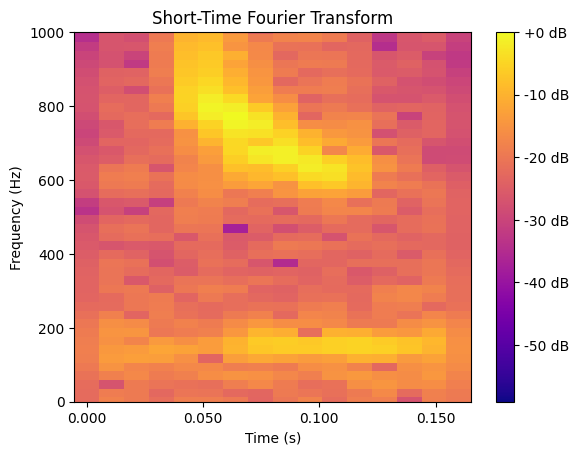 Short-Time Fourier Transform
1000
800
600
400
200
0
Frequency (Hz)
0.000
0.050
0.100
0.150
Time (s)
+0 dB
-10 dB
-20 dB
-30 dB
-40 dB
-50 dB